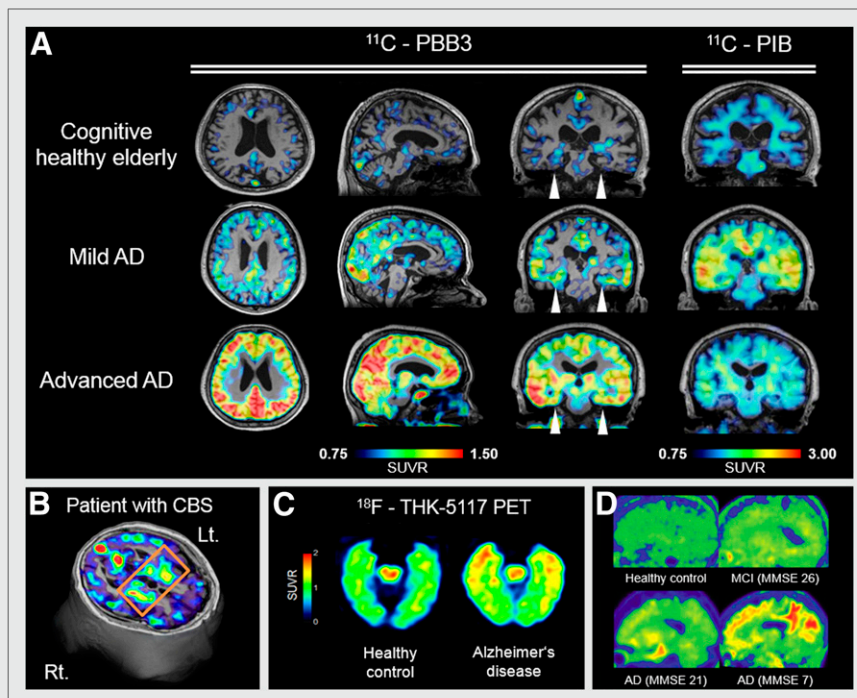 A
¹¹C - PBB3
¹¹C - PIB
Cognitive
healthy elderly
Mild AD
Advanced AD
0.75
1.50
SUVR
0.75
3.00
SUVR
B
Patient with CBS
Lt.
Rt.
C
¹⁸F - THK-5117 PET
SUVR
2
1
0
Healthy
control
Alzheimer's
disease
D
Healthy control
MCI (MMSE 26)
AD (MMSE 21)
AD (MMSE 7)